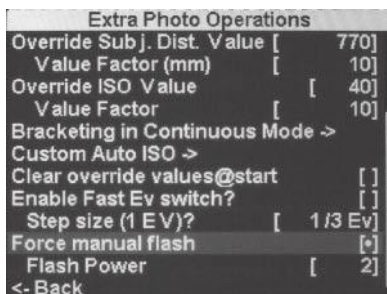 Extra Photo Operations
Override Subj. Dist. Value [ 770]
Value Factor (mm) [ 10]
Override ISO Value [ 40]
Value Factor [ 10]
Bracketing in Continuous Mode ->
Custom Auto ISO ->
Clear override values@start [ ]
Enable Fast Ev switch? [ ]
Step size (1 EV)? [ 1/3 Ev]
Force manual flash [•]
Flash Power [ 2]
<- Back